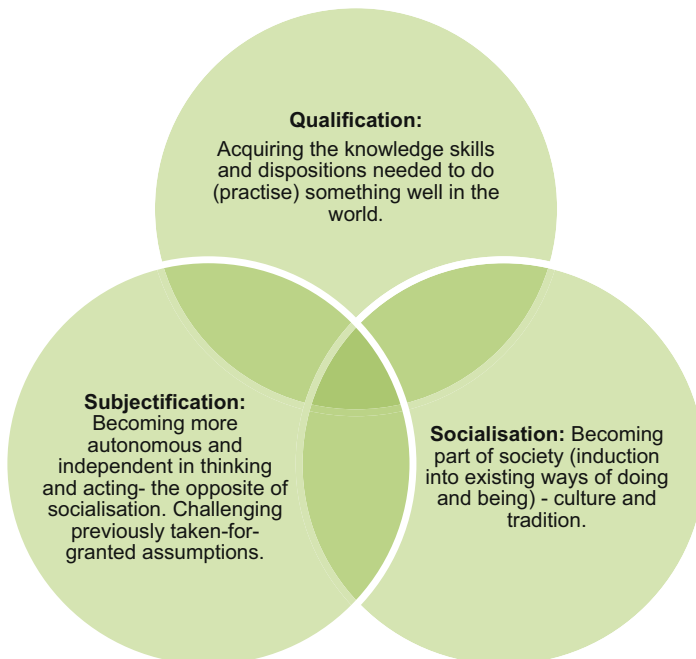 Qualification:
Acquiring the knowledge skills
and dispositions needed to do
(practise) something well in the
world.
Subjectification:
Becoming more
autonomous and
independent in thinking
and acting- the opposite of
socialisation. Challenging
previously taken-for-
granted assumptions.
Socialisation: Becoming
part of society (induction
into existing ways of doing
and being) - culture and
tradition.